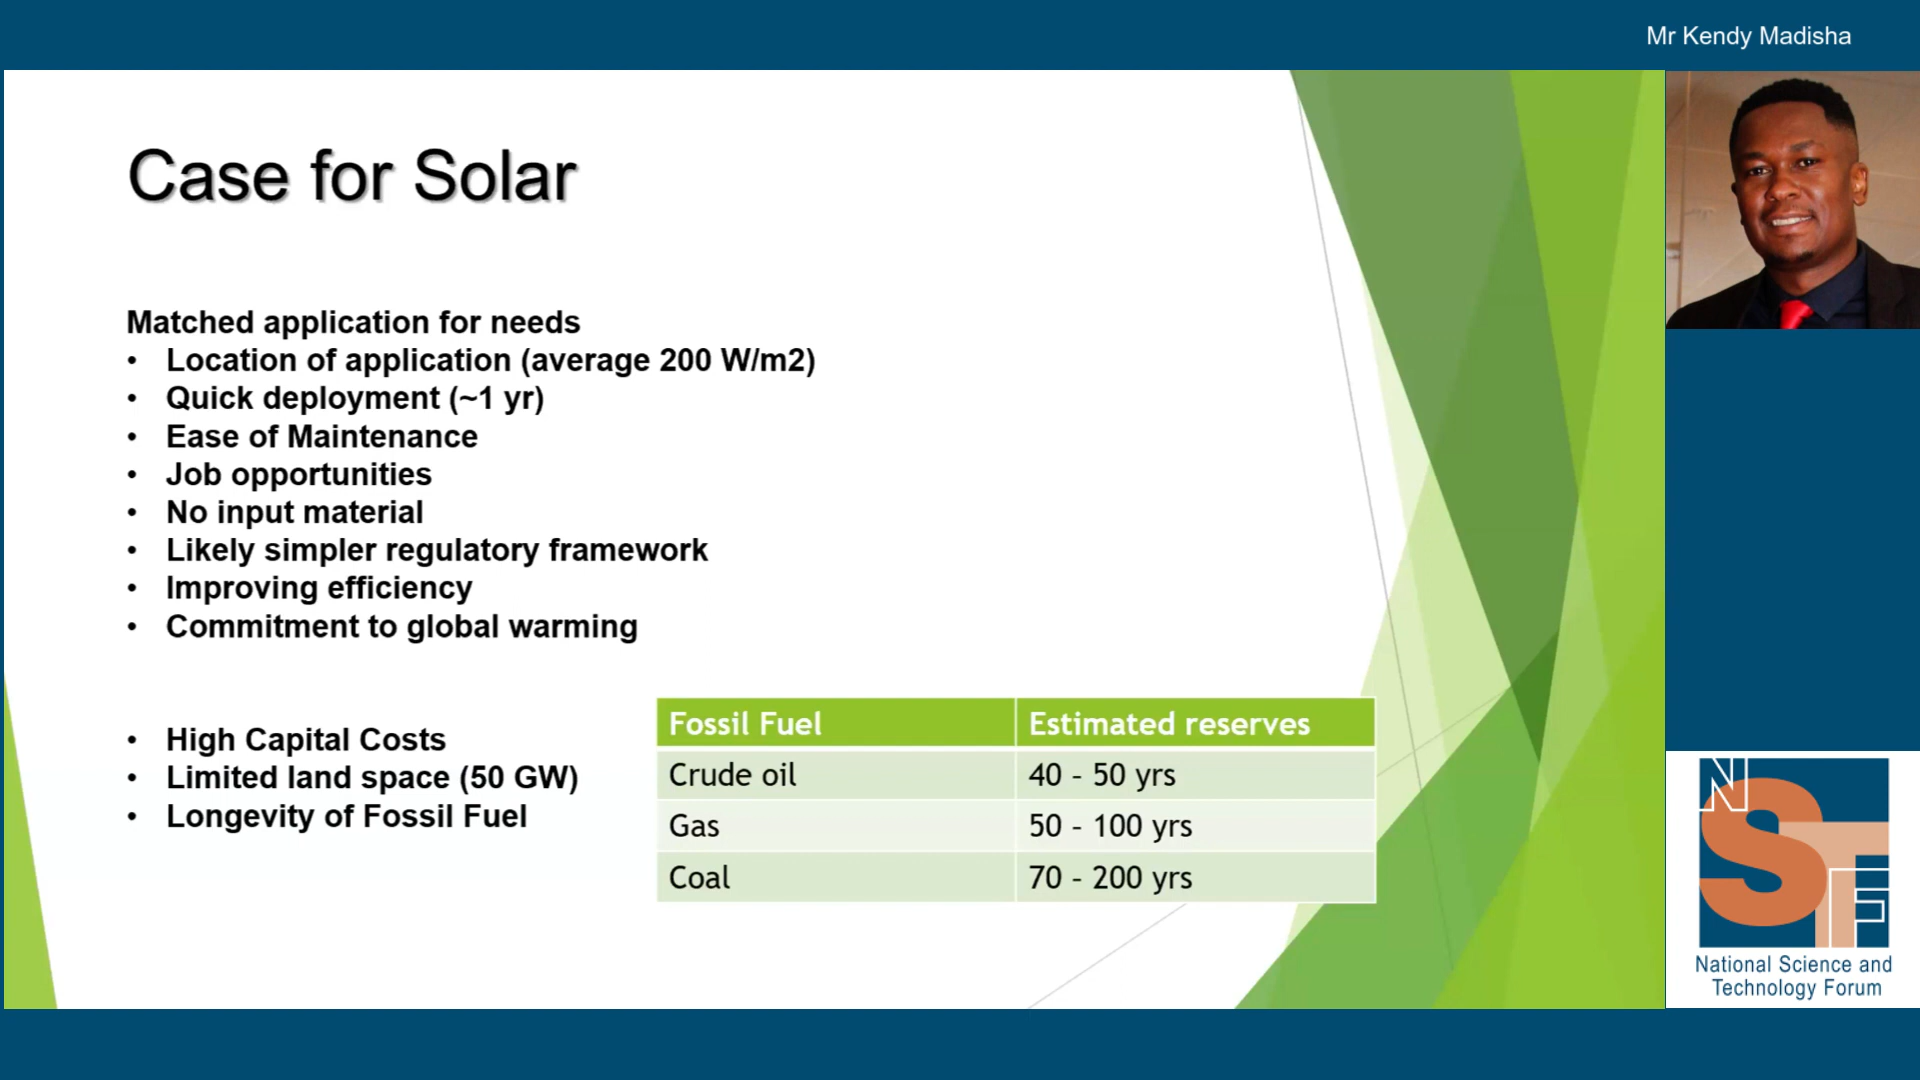 Mr Kendy Madisha
Case for Solar
Matched application for needs
• Location of application (average 200 W/m2)
• Quick deployment (~1 yr)
• Ease of Maintenance
• Job opportunities
• No input material
• Likely simpler regulatory framework
• Improving efficiency
• Commitment to global warming
• High Capital Costs
• Limited land space (50 GW)
• Longevity of Fossil Fuel
Fossil Fuel Estimated reserves
Crude oil 40 - 50 yrs
Gas 50 - 100 yrs
Coal 70 - 200 yrs
NSTF
National Science and
Technology Forum